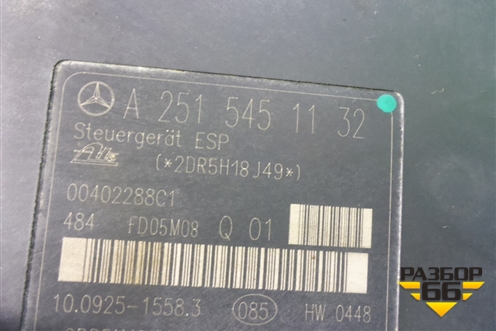 A 251 545 11 32
Steuergerät ESP
(*2DR5H18J49*)
00402288C1
484 FD05M08 Q 01
10.0925-1558.3 085 HW 0448
РАЗБОР
66